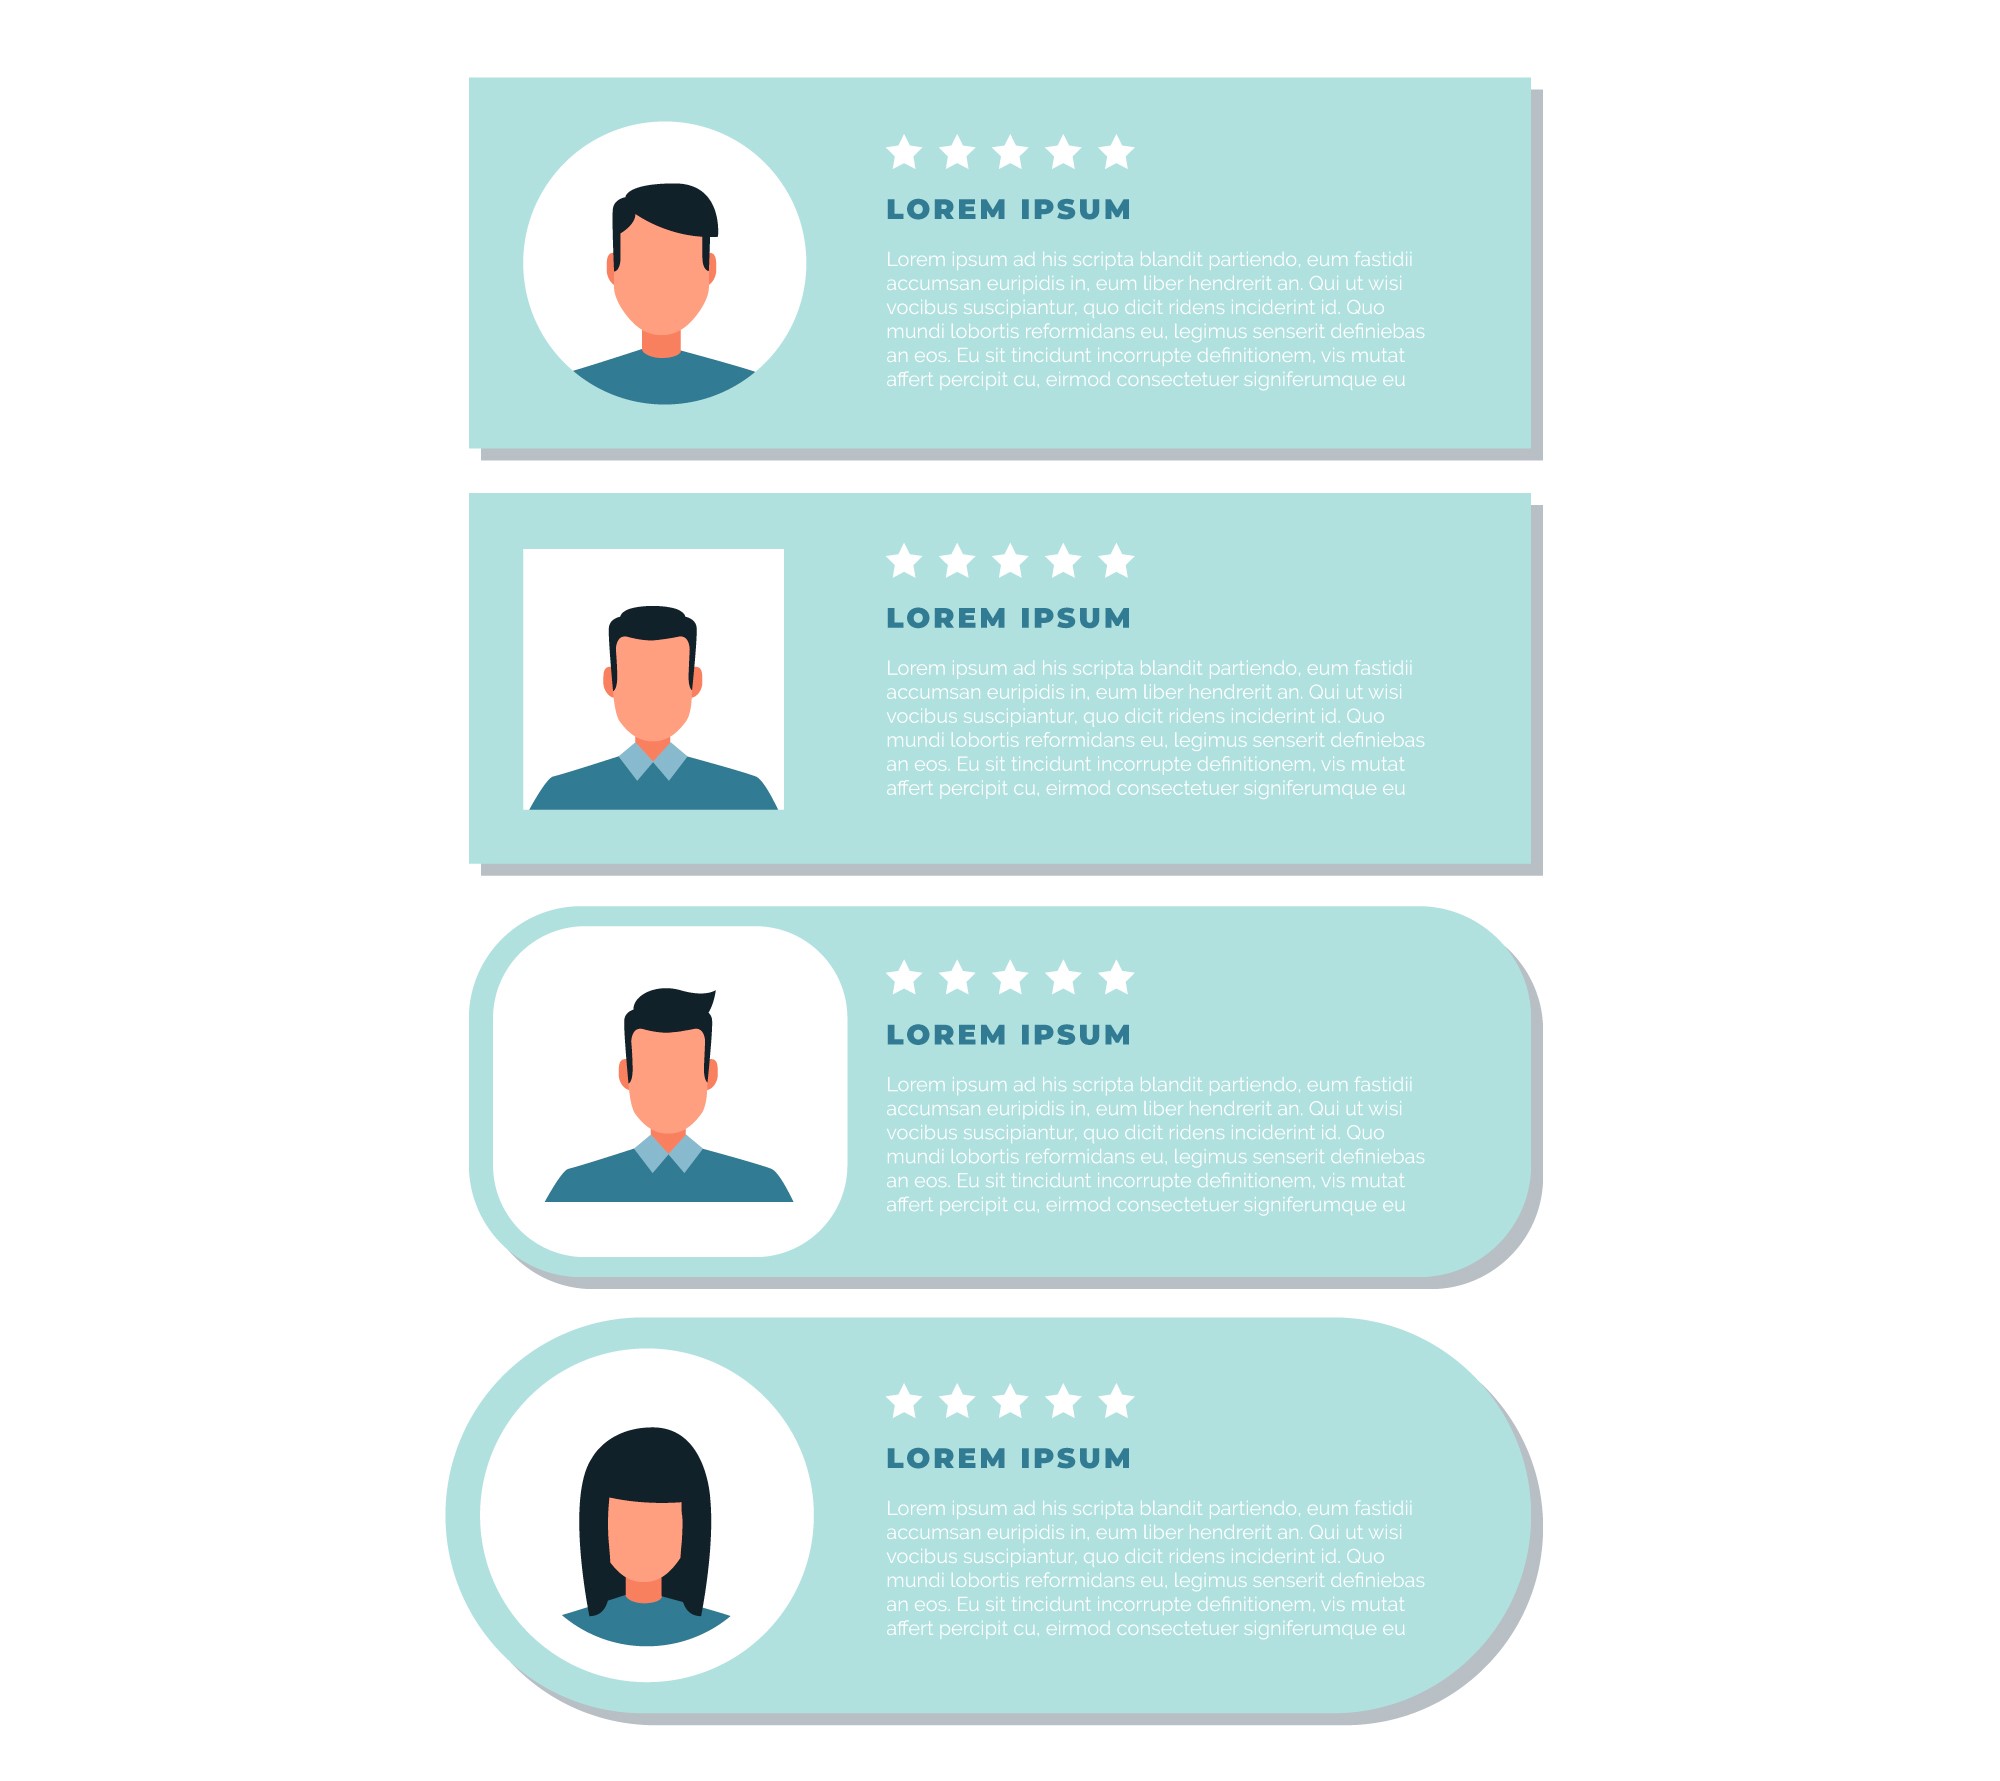 LOREM IPSUM
Lorem ipsum ad his scripta blandit partiendo, eum fastidii
accumsan euripidis in, eum liber hendrerit an. Qui ut wisi
vocibus suscipiantur, quo dicit ridens inciderint id. Quo
mundi lobortis reformidans eu, legimus senserit definiebas
an eos. Eu sit tincidunt incorrupte definitionem, vis mutat
affert percipit cu, eirmod consectetuer signiferumque eu
LOREM IPSUM
Lorem ipsum ad his scripta blandit partiendo, eum fastidii
accumsan euripidis in, eum liber hendrerit an. Qui ut wisi
vocibus suscipiantur, quo dicit ridens inciderint id. Quo
mundi lobortis reformidans eu, legimus senserit definiebas
an eos. Eu sit tincidunt incorrupte definitionem, vis mutat
affert percipit cu, eirmod consectetuer signiferumque eu
LOREM IPSUM
Lorem ipsum ad his scripta blandit partiendo, eum fastidii
accumsan euripidis in, eum liber hendrerit an. Qui ut wisi
vocibus suscipiantur, quo dicit ridens inciderint id. Quo
mundi lobortis reformidans eu, legimus senserit definiebas
an eos. Eu sit tincidunt incorrupte definitionem, vis mutat
affert percipit cu, eirmod consectetuer signiferumque eu
LOREM IPSUM
Lorem ipsum ad his scripta blandit partiendo, eum fastidii
accumsan euripidis in, eum liber hendrerit an. Qui ut wisi
vocibus suscipiantur, quo dicit ridens inciderint id. Quo
mundi lobortis reformidans eu, legimus senserit definiebas
an eos. Eu sit tincidunt incorrupte definitionem, vis mutat
affert percipit cu, eirmod consectetuer signiferumque eu